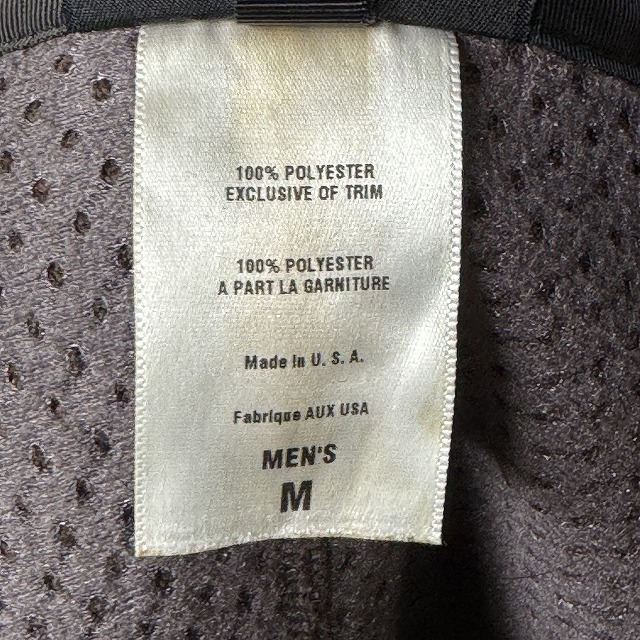 100% POLYESTER
EXCLUSIVE OF TRIM
100% POLYESTER
A PART LA GARNITURE
Made in U. S. A.
Fabrique AUX USA
MEN'S
M